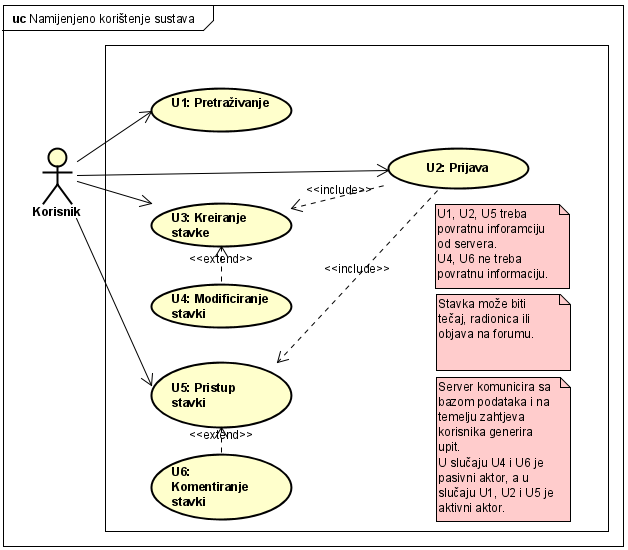 uc Namijenjeno korištenje sustava
U1: Pretraživanje
U2: Prijava
Korisnik
<<include>>
U3: Kreiranje
stavke
<<extend>>
<<include>>
U4: Modificiranje
stavki
U5: Pristup
stavki
<<extend>>
U6:
Komentiranje
stavki
U1, U2, U5 treba
povratnu inforamciju
od servera.
U4, U6 ne treba
povratnu informaciju.
Stavka može biti
tečaj, radionica ili
objava na forumu.
Server komunicira sa
bazom podataka i na
temelju zahtjeva
korisnika generira
upit.
U slučaju U4 i U6 je
pasivni aktor, a u
slučaju U1, U2 i U5 je
aktivni aktor.